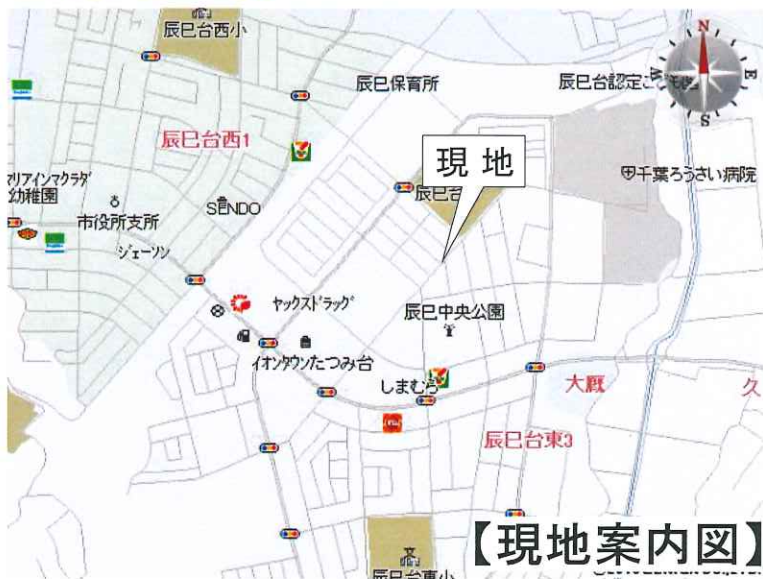 辰巳台西小
N
E
S
W
辰巳保育所
辰巳台認定こ
辰巳台西1
現地
辰巳台
千葉ろうさい病院
マリアインマクラダ
幼稚園
SENDO
市役所支所
ジェーソン
ヤックスドラッグ
辰巳中央公園
イオンタウンたつみ台
しまむら
大厩
久
辰巳台東3
【現地案内図】
辰巳台東小